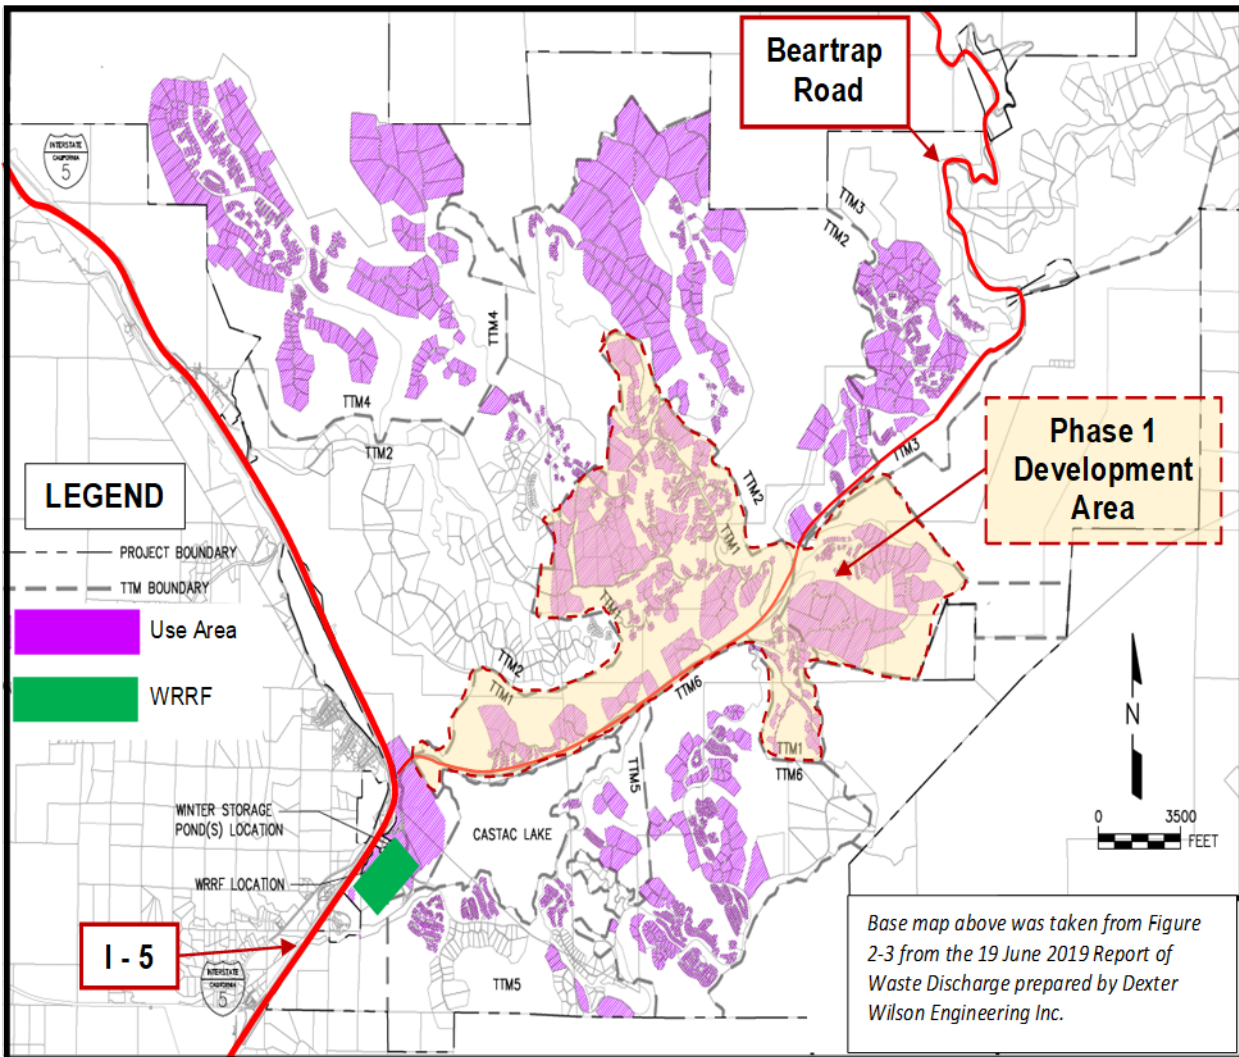 Beartrap
Road
INTERSTATE
CALIFORNIA
5
TTM3
TTM2
TTM4
TTM4
TTM2
TTM3
Phase 1
Development
Area
LEGEND
PROJECT BOUNDARY
TTM BOUNDARY
Use Area
WRRF
TTM2
TTM1
TTM1
TTM2
TTM1
TTM6
N
TTM1
TTM6
TTM5
WINTER STORAGE
POND(S) LOCATION
CASTAC LAKE
0 3500
FEET
WRRF LOCATION
I - 5
INTERSTATE
CALIFORNIA
5
TTM5
Base map above was taken from Figure
2-3 from the 19 June 2019 Report of
Waste Discharge prepared by Dexter
Wilson Engineering Inc.